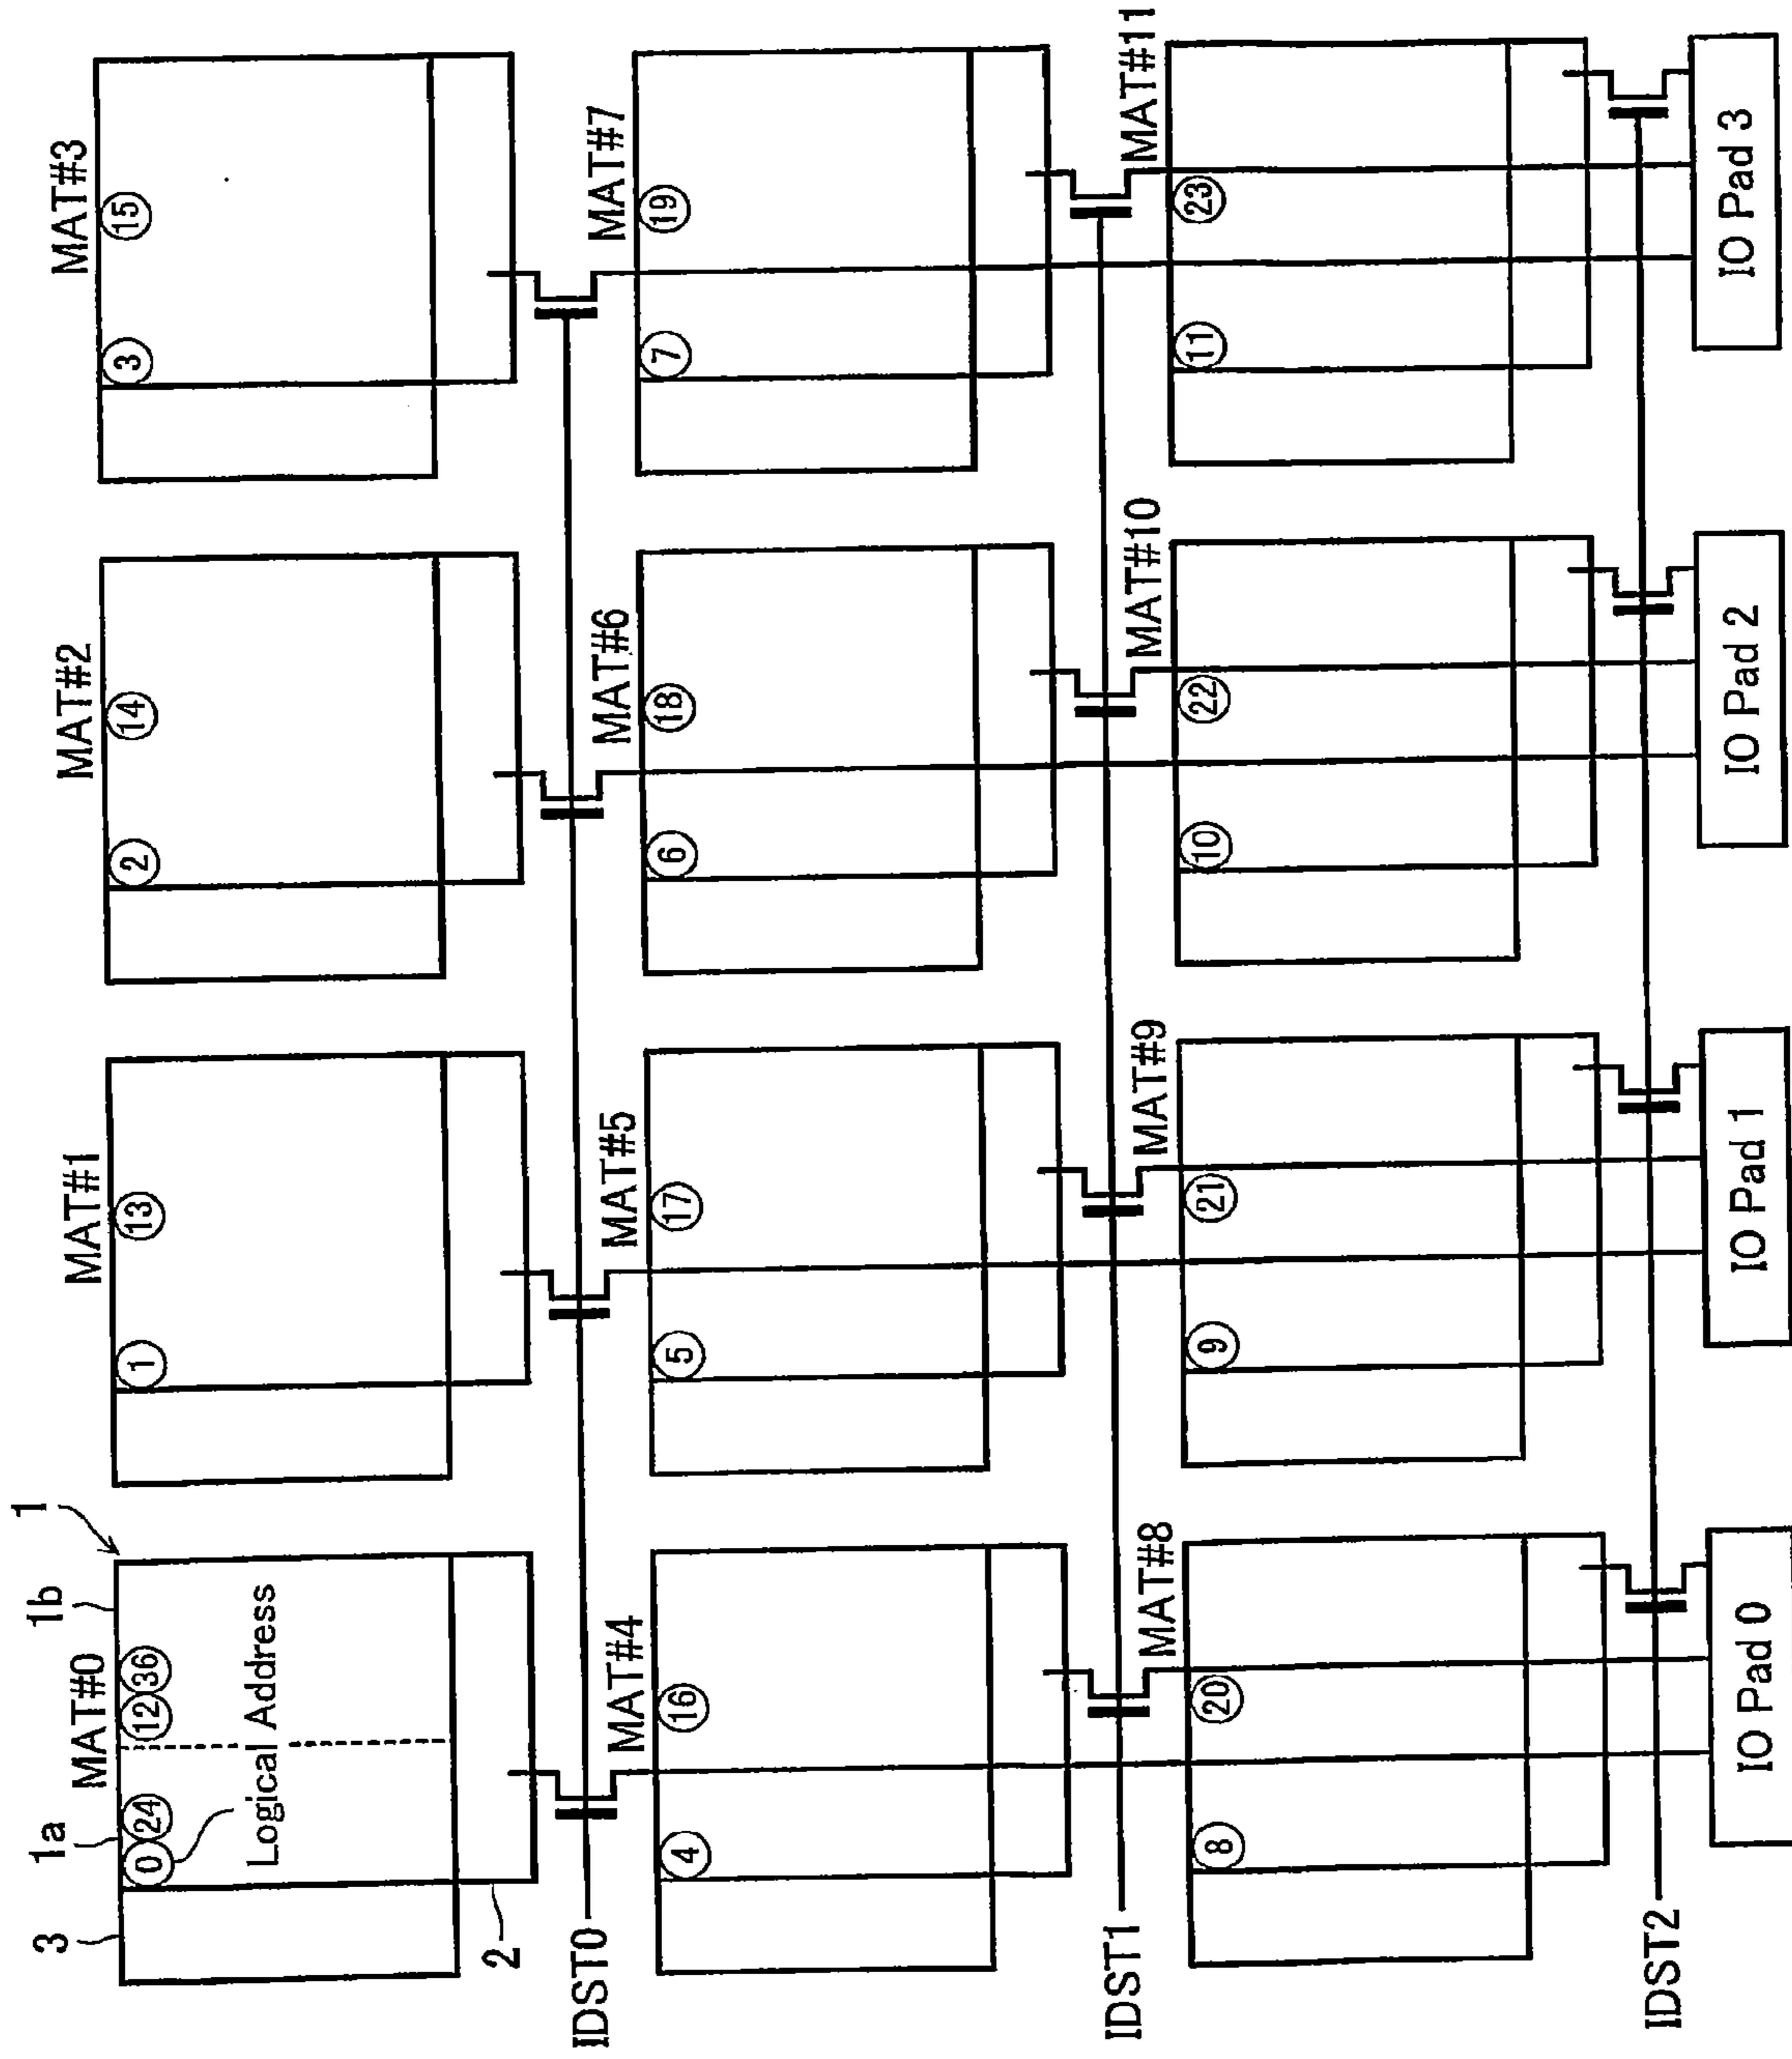 1
1a
1b
MAT#0
MAT#1
MAT#2
MAT#3
3
0
24
12
36
1
13
2
14
3
15
Logical Address
2
IDST0
MAT#4
MAT#5
MAT#6
MAT#7
4
16
5
17
6
18
7
19
IDST1
MAT#8
MAT#9
MAT#10
MAT#11
8
20
9
21
10
22
11
23
IDST2
IO Pad 0
IO Pad 1
IO Pad 2
IO Pad 3